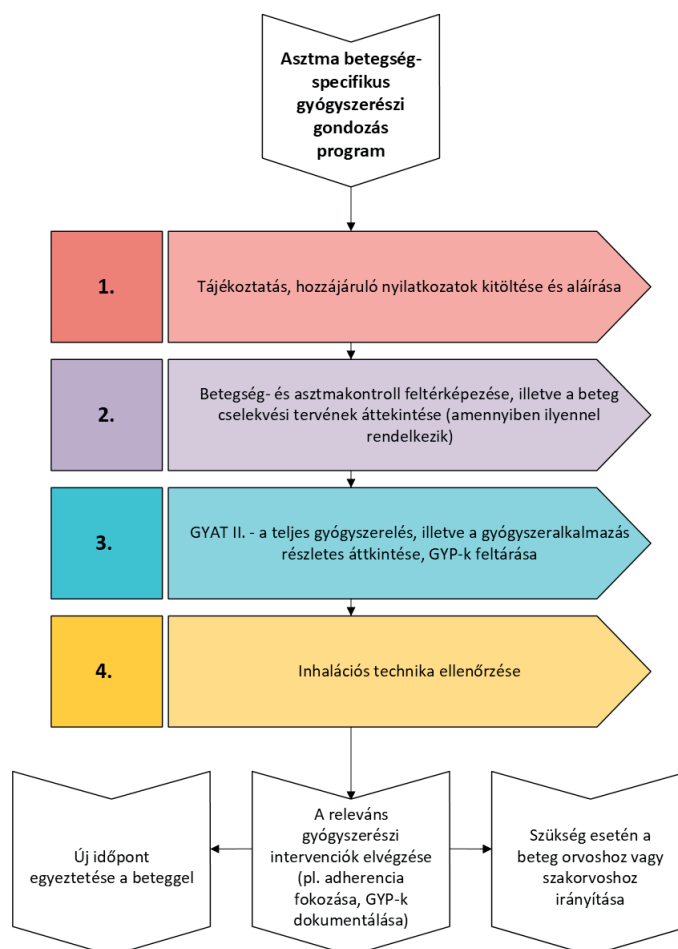 Asztma betegség-
specifikus
gyógyszerészi
gondozás
program
1.
Tájékoztatás, hozzájáruló nyilatkozatok kitöltése és aláírása
2.
Betegség- és asztmakontroll feltérképezése, illetve a beteg
cselekvési tervének áttekintése (amennyiben ilyennel
rendelkezik)
3.
GYAT II. - a teljes gyógyszerelés, illetve a gyógyszeralkalmazás
részletes áttkintése, GYP-k feltárása
4.
Inhalációs technika ellenőrzése
Új időpont
egyeztetése a beteggel
A releváns
gyógyszerészi
intervenciók elvégzése
(pl. adherencia
fokozása, GYP-k
dokumentálása)
Szükség esetén a
beteg orvoshoz vagy
szakorvoshoz
irányítása